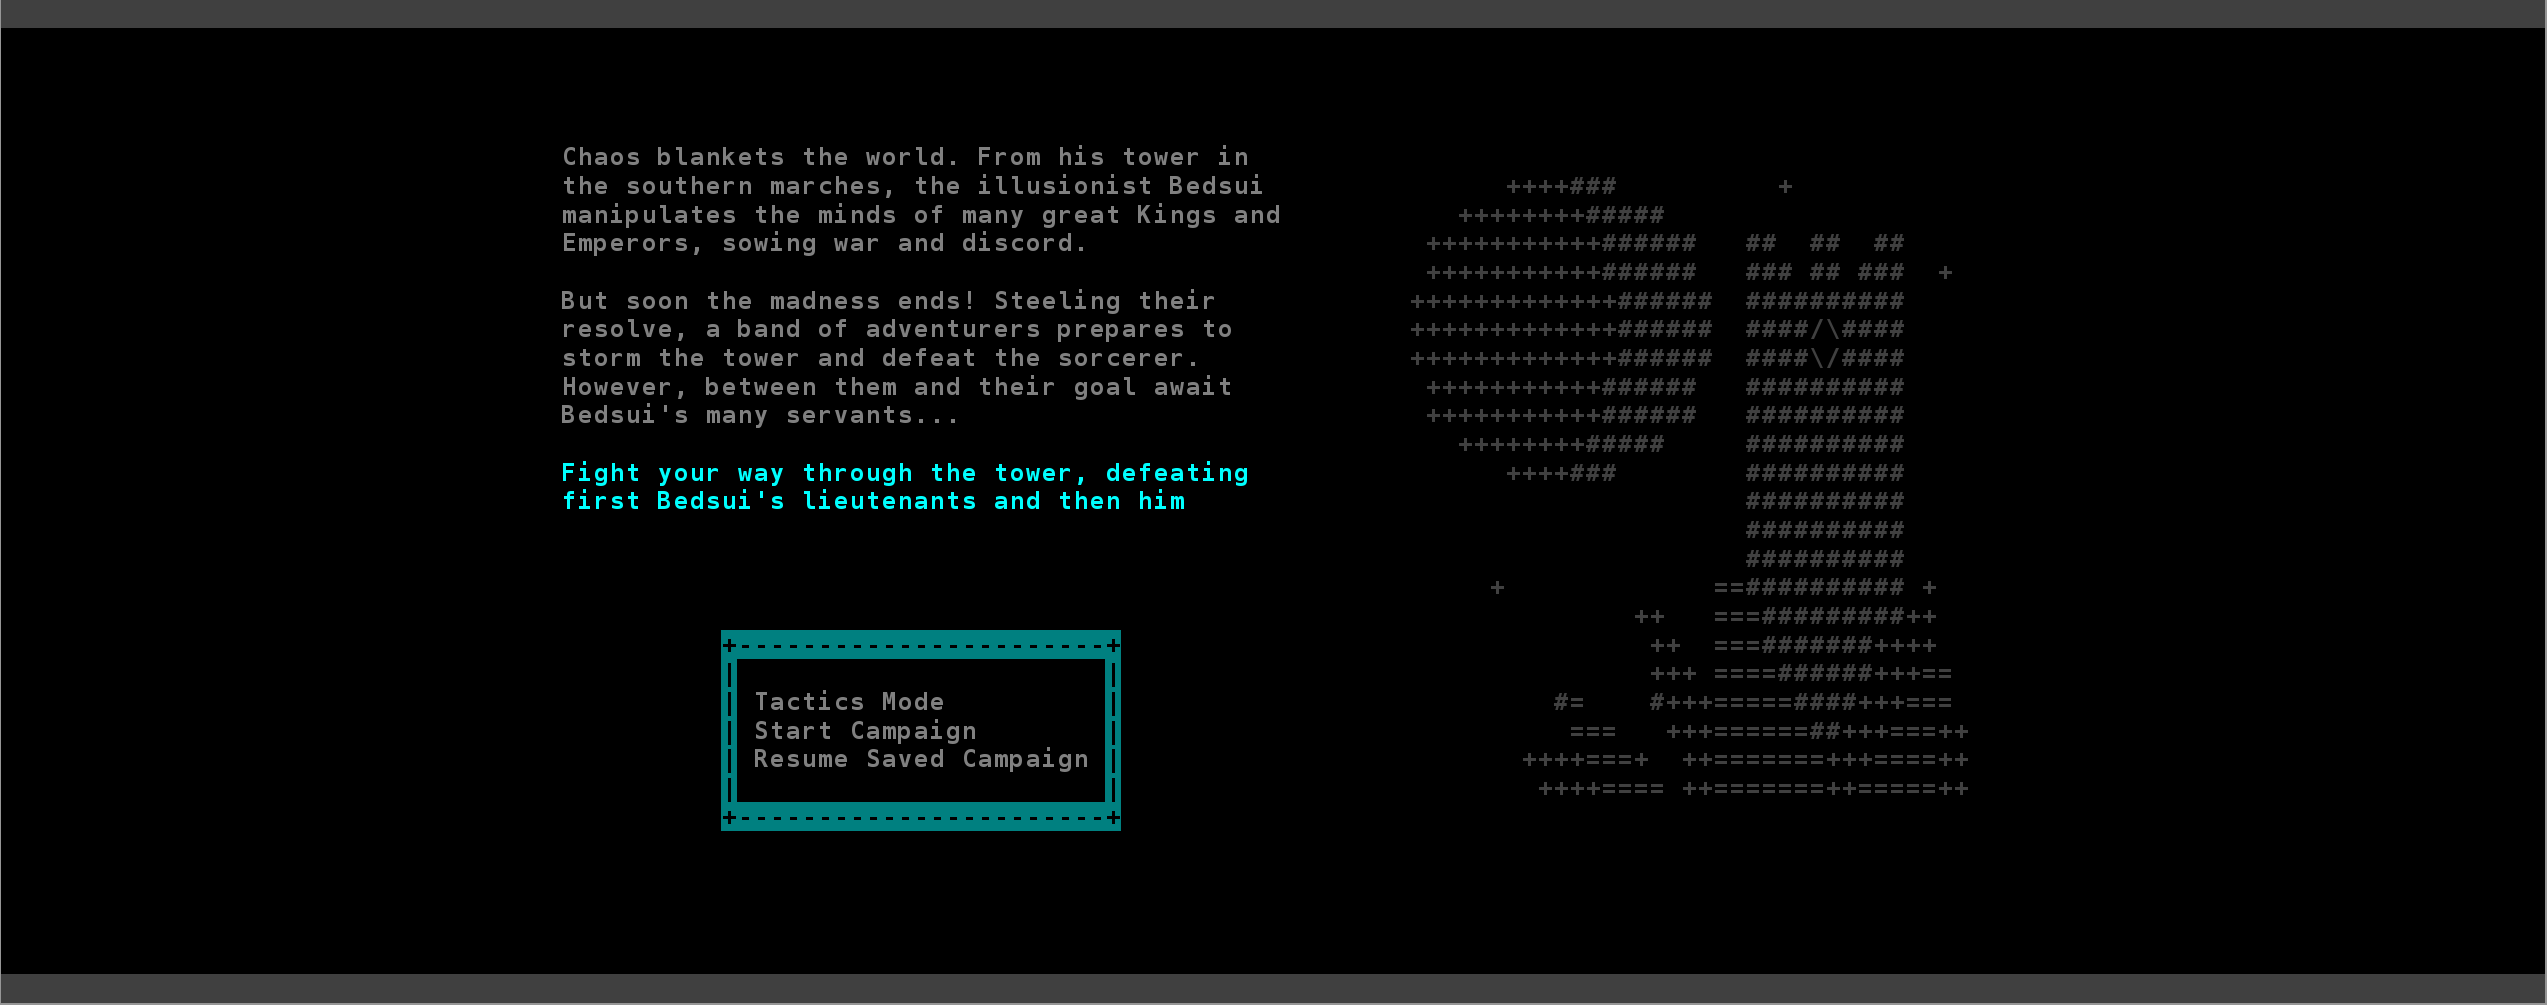 Chaos blankets the world. From his tower in
the southern marches, the illusionist Bedsui
manipulates the minds of many great Kings and
Emperors, sowing war and discord.
But soon the madness ends! Steeling their
resolve, a band of adventurers prepares to
storm the tower and defeat the sorcerer.
However, between them and their goal await
Bedsui's many servants...
Fight your way through the tower, defeating
first Bedsui's lieutenants and then him
Tactics Mode
Start Campaign
Resume Saved Campaign